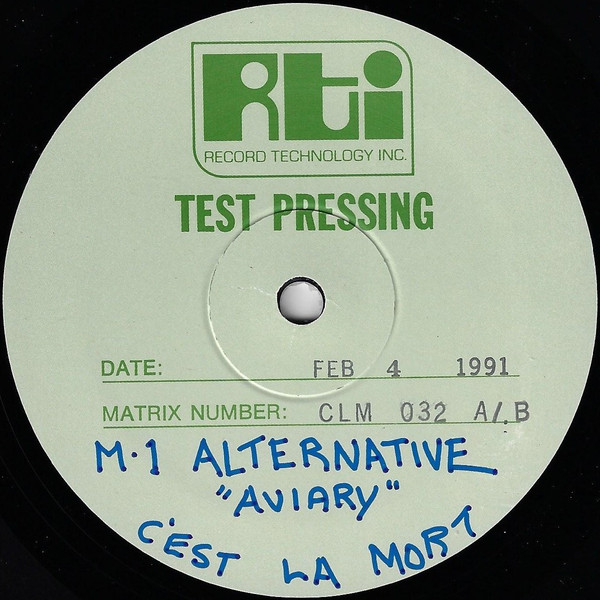 Rti
RECORD TECHNOLOGY INC.
TEST PRESSING
DATE: FEB 4 1991
MATRIX NUMBER: CLM 032 A/.B
M·1 ALTERNATIVE
"AVIARY"
C'EST LA MORT